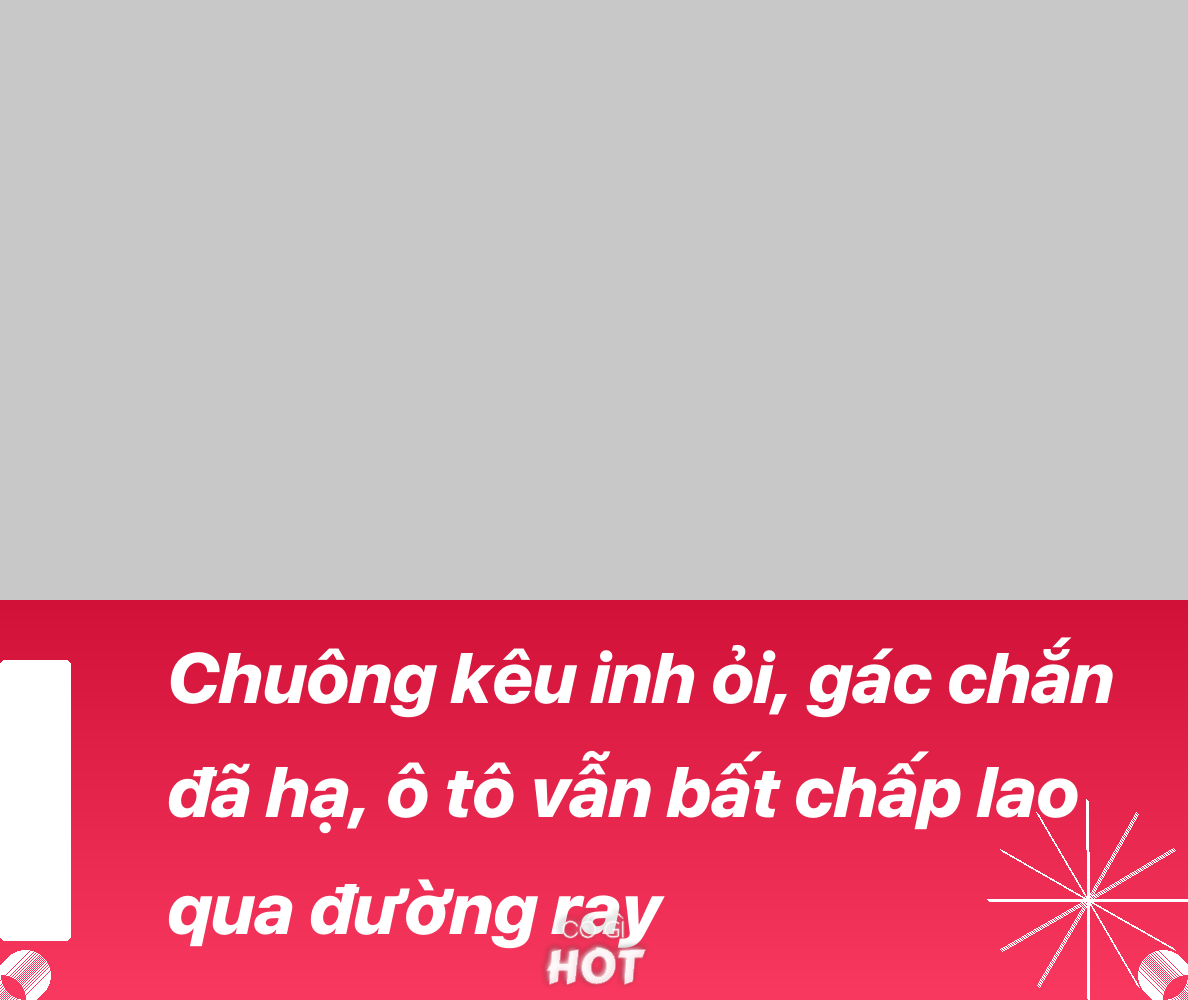 Chuông kêu inh ỏi, gác chắn
đã hạ, ô tô vẫn bất chấp lao
qua đường ray
CÓ GÌ
HOT